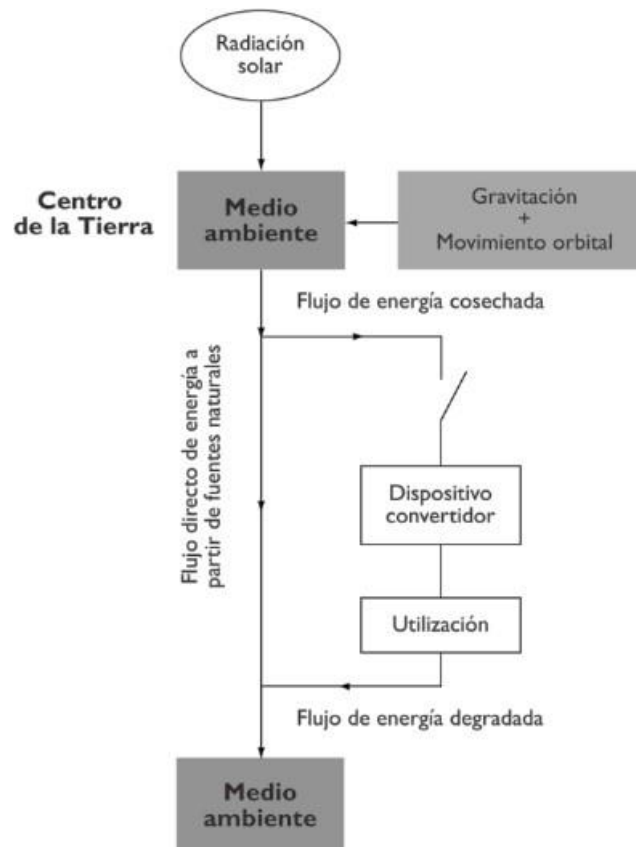 Radiación
solar
Centro
de la Tierra
Medio
ambiente
Gravitación
+
Movimiento orbital
Flujo de energía cosechada
Flujo directo de energía a
partir de fuentes naturales
Dispositivo
convertidor
Utilización
Flujo de energía degradada
Medio
ambiente